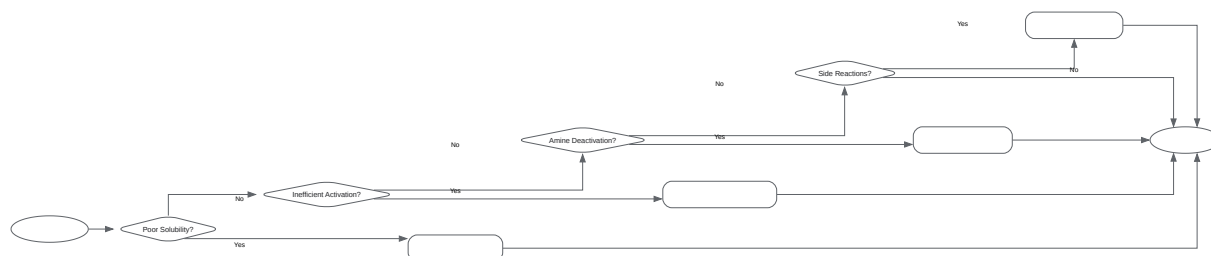 Yes
Side Reactions?
No
No
Amine Deactivation?
Yes
No
Inefficient Activation?
Yes
No
Poor Solubility?
Yes